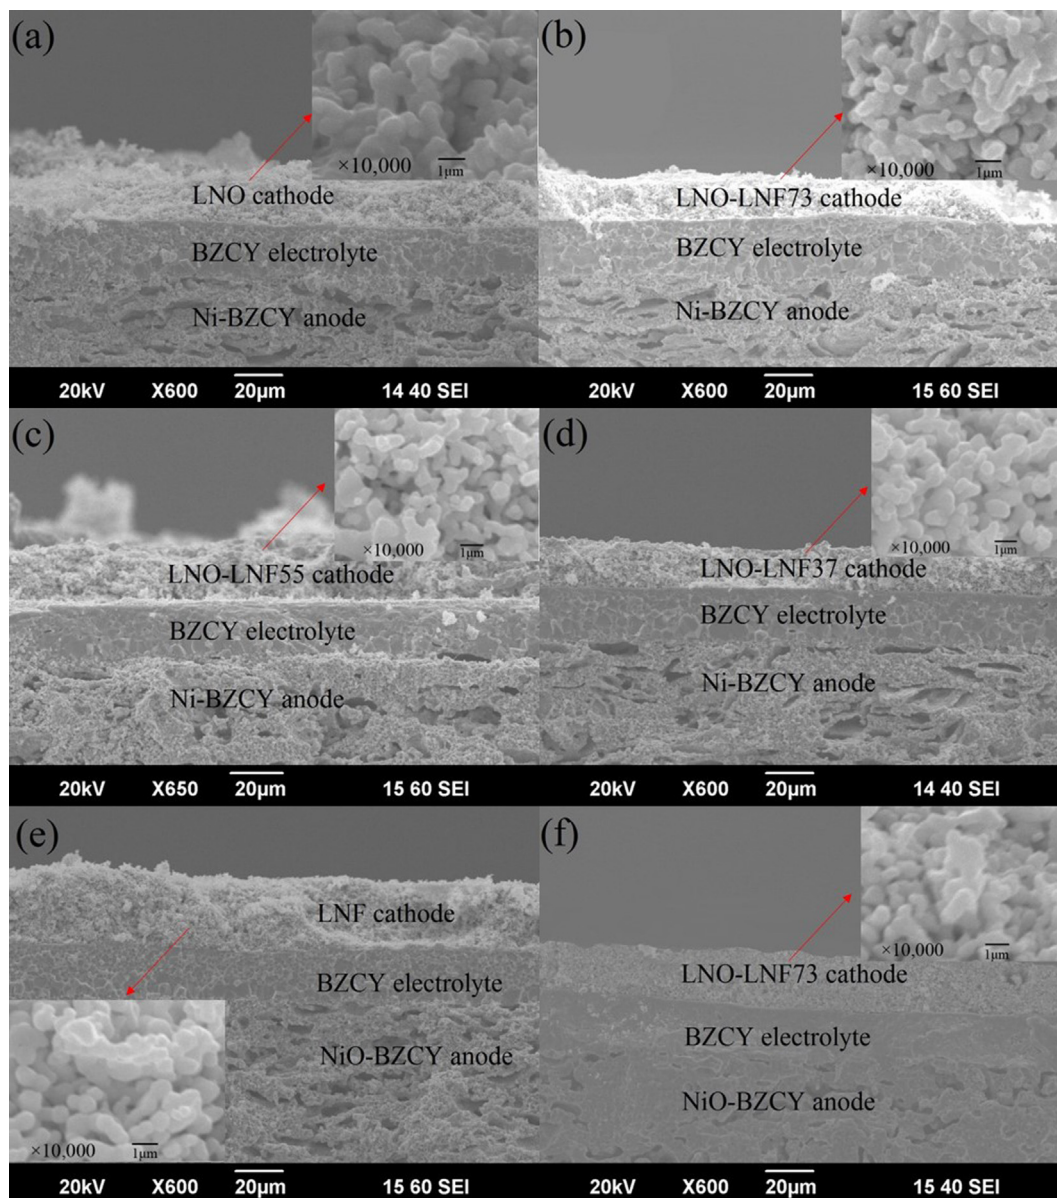 (a)
×10,000 1μm
LNO cathode
BZCY electrolyte
Ni-BZCY anode
20kV X600 20μm 14 40 SEI
(b)
×10,000 1μm
LNO-LNF73 cathode
BZCY electrolyte
Ni-BZCY anode
20kV X600 20μm 15 60 SEI
(c)
×10,000 1μm
LNO-LNF55 cathode
BZCY electrolyte
Ni-BZCY anode
20kV X650 20μm 15 60 SEI
(d)
×10,000 1μm
LNO-LNF37 cathode
BZCY electrolyte
Ni-BZCY anode
20kV X600 20μm 14 40 SEI
(e)
LNF cathode
BZCY electrolyte
NiO-BZCY anode
×10,000 1μm
20kV X600 20μm 15 60 SEI
(f)
×10,000 1μm
LNO-LNF73 cathode
BZCY electrolyte
NiO-BZCY anode
20kV X600 20μm 15 40 SEI